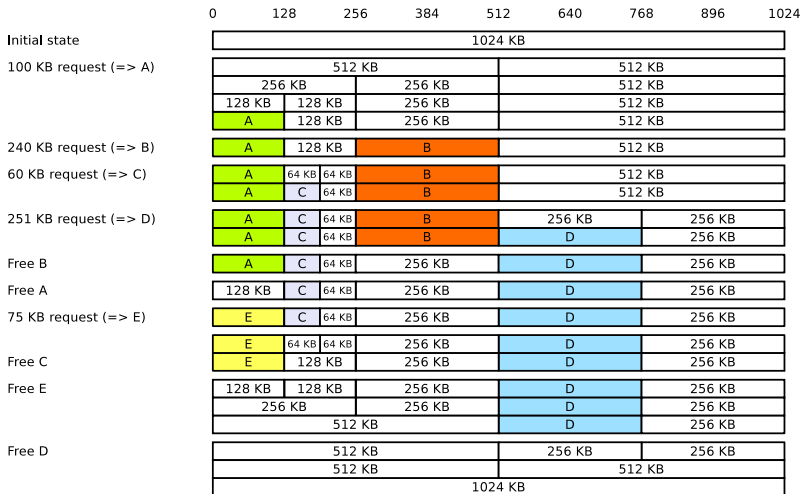 0 128 256 384 512 640 768 896 1024
Initial state 1024 KB
100 KB request (=> A) 512 KB 512 KB
256 KB 256 KB 512 KB
128 KB 128 KB 256 KB 512 KB
A 128 KB 256 KB 512 KB
240 KB request (=> B) A 128 KB B 512 KB
60 KB request (=> C) A 64 KB 64 KB B 512 KB
A C 64 KB B 512 KB
251 KB request (=> D) A C 64 KB B 256 KB 256 KB
A C 64 KB B D 256 KB
Free B A C 64 KB 256 KB D 256 KB
Free A 128 KB C 64 KB 256 KB D 256 KB
75 KB request (=> E) E C 64 KB 256 KB D 256 KB
E 64 KB 64 KB 256 KB D 256 KB
Free C E 128 KB 256 KB D 256 KB
Free E 128 KB 128 KB 256 KB D 256 KB
256 KB 256 KB D 256 KB
512 KB D 256 KB
Free D 512 KB 256 KB 256 KB
512 KB 512 KB
1024 KB